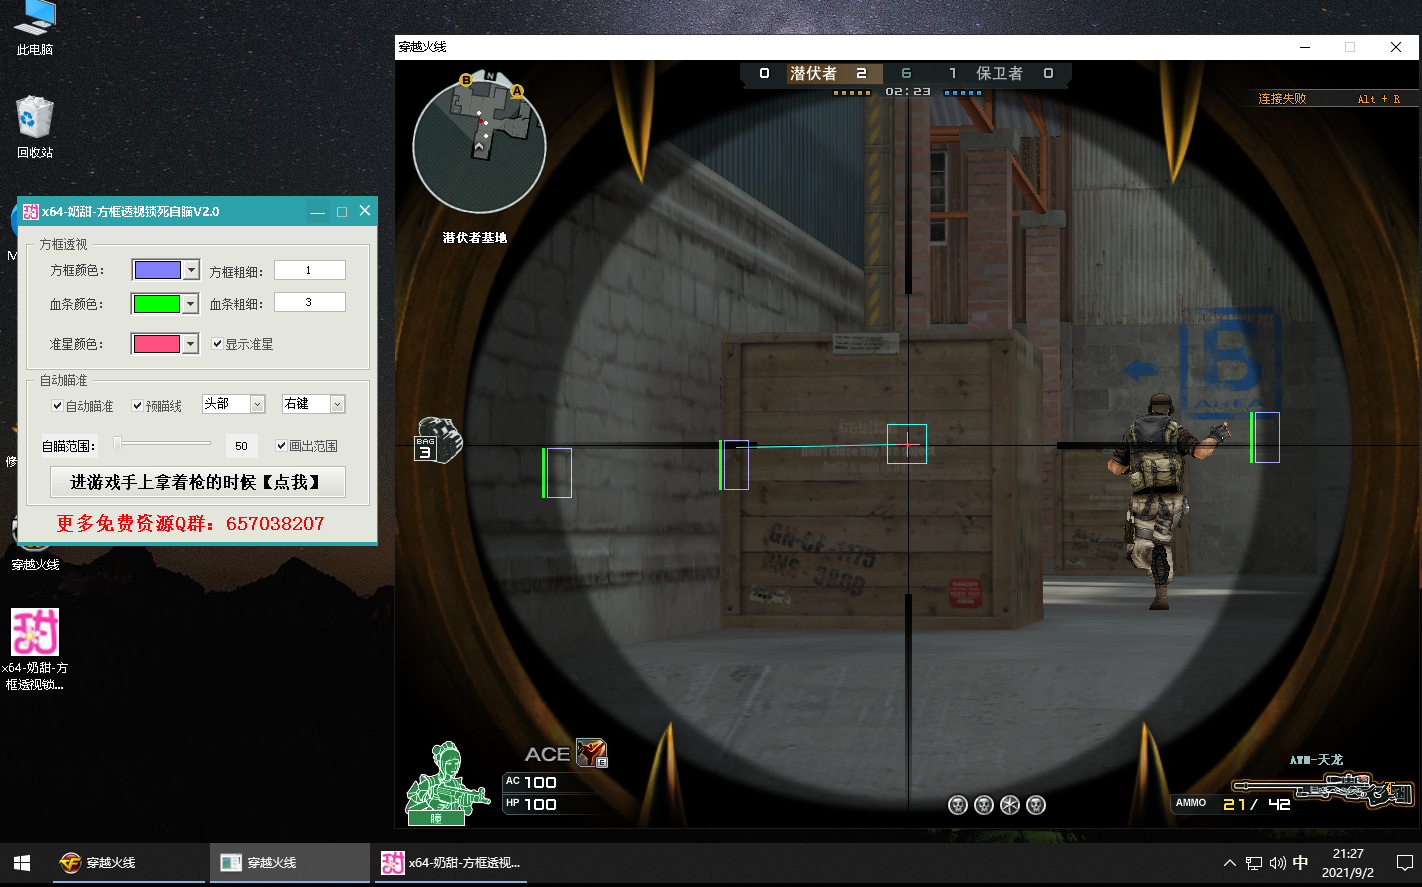 此电脑
回收站
穿越火线
x64-奶甜-方
框透视锁...
x64-奶甜-方框透视锁死自瞄V2.0
方框透视
方框颜色：
方框粗细：
1
血条颜色：
血条粗细：
3
准星颜色：
显示准星
自动瞄准
自动瞄准
预瞄线
头部
右键
自瞄范围：
50
画出范围
进游戏手上拿着枪的时候【点我】
更多免费资源Q群：657038207
穿越火线
0 潜伏者 2 6 1 保卫者 0
02:23
连接失败 Alt + R
B
N
A
潜伏者基地
BAG
3
B
GN-CF-1175
DANGER
KEEP OUT
ACE
E
AC 100
HP 100
瞳
AWM-天龙
AMMO 21/ 42
穿越火线
穿越火线
x64-奶甜-方框透视...
中
21:27
2021/9/2